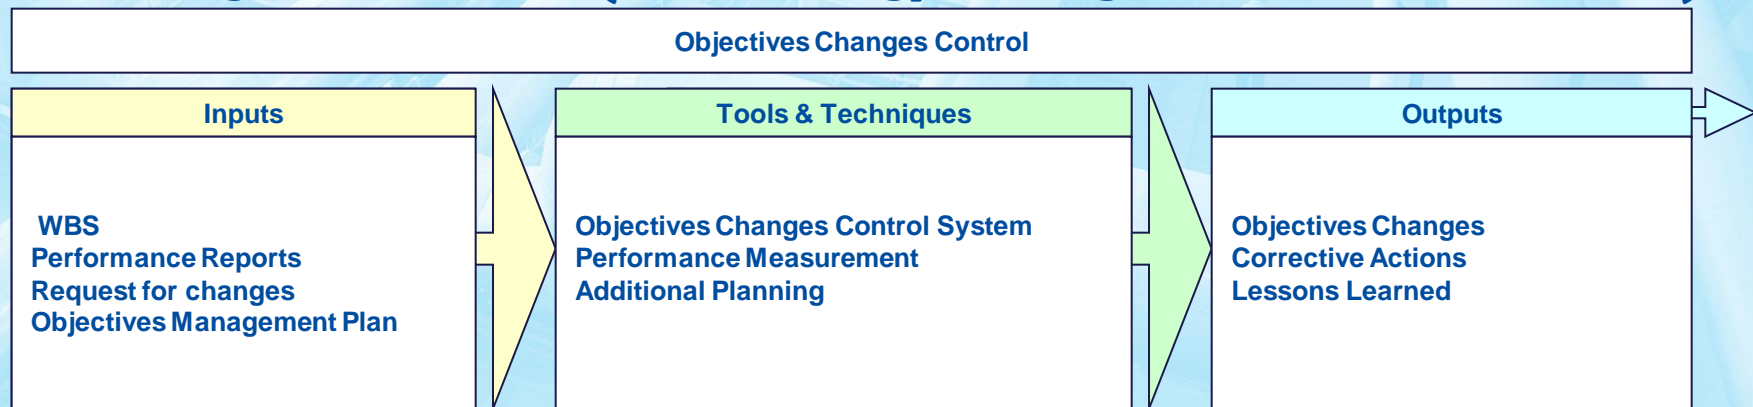 Objectives Changes Control
Inputs
WBS
Performance Reports
Request for changes
Objectives Management Plan
Tools & Techniques
Objectives Changes Control System
Performance Measurement
Additional Planning
Outputs
Objectives Changes
Corrective Actions
Lessons Learned